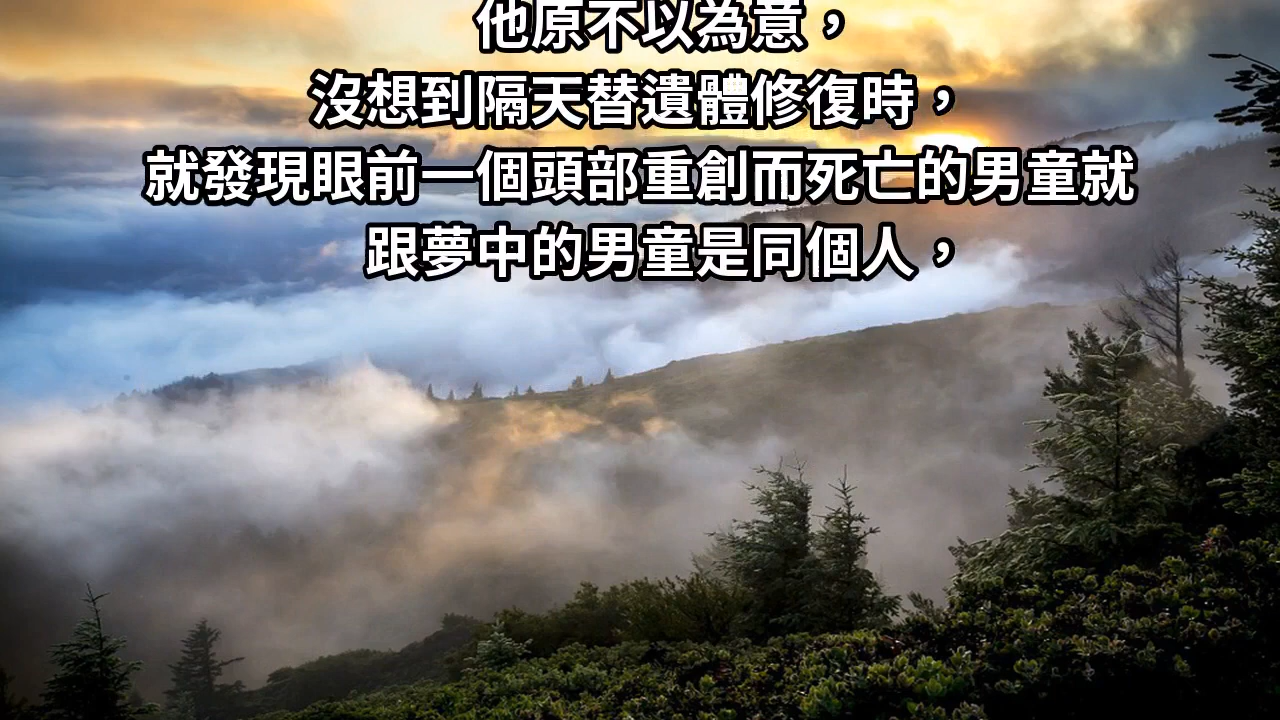 他原不以為意，
沒想到隔天替遺體修復時，
就發現眼前一個頭部重創而死亡的男童就
跟夢中的男童是同個人，